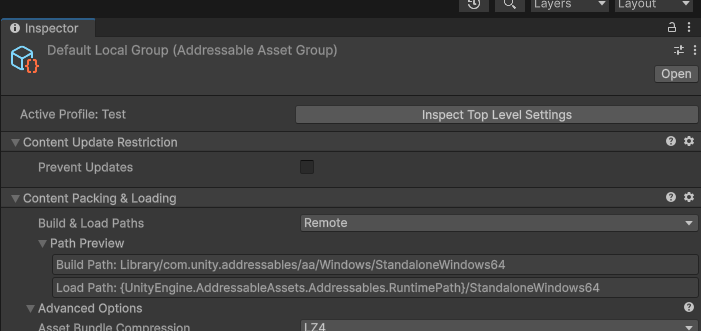 Layers Layout
Inspector
Default Local Group (Addressable Asset Group)
Open
Active Profile: Test Inspect Top Level Settings
Content Update Restriction
Prevent Updates
Content Packing & Loading
Build & Load Paths Remote
Path Preview
Build Path: Library/com.unity.addressables/aa/Windows/StandaloneWindows64
Load Path: {UnityEngine.AddressableAssets.Addressables.RuntimePath}/StandaloneWindows64
Advanced Options
Asset Bundle Compression LZ4